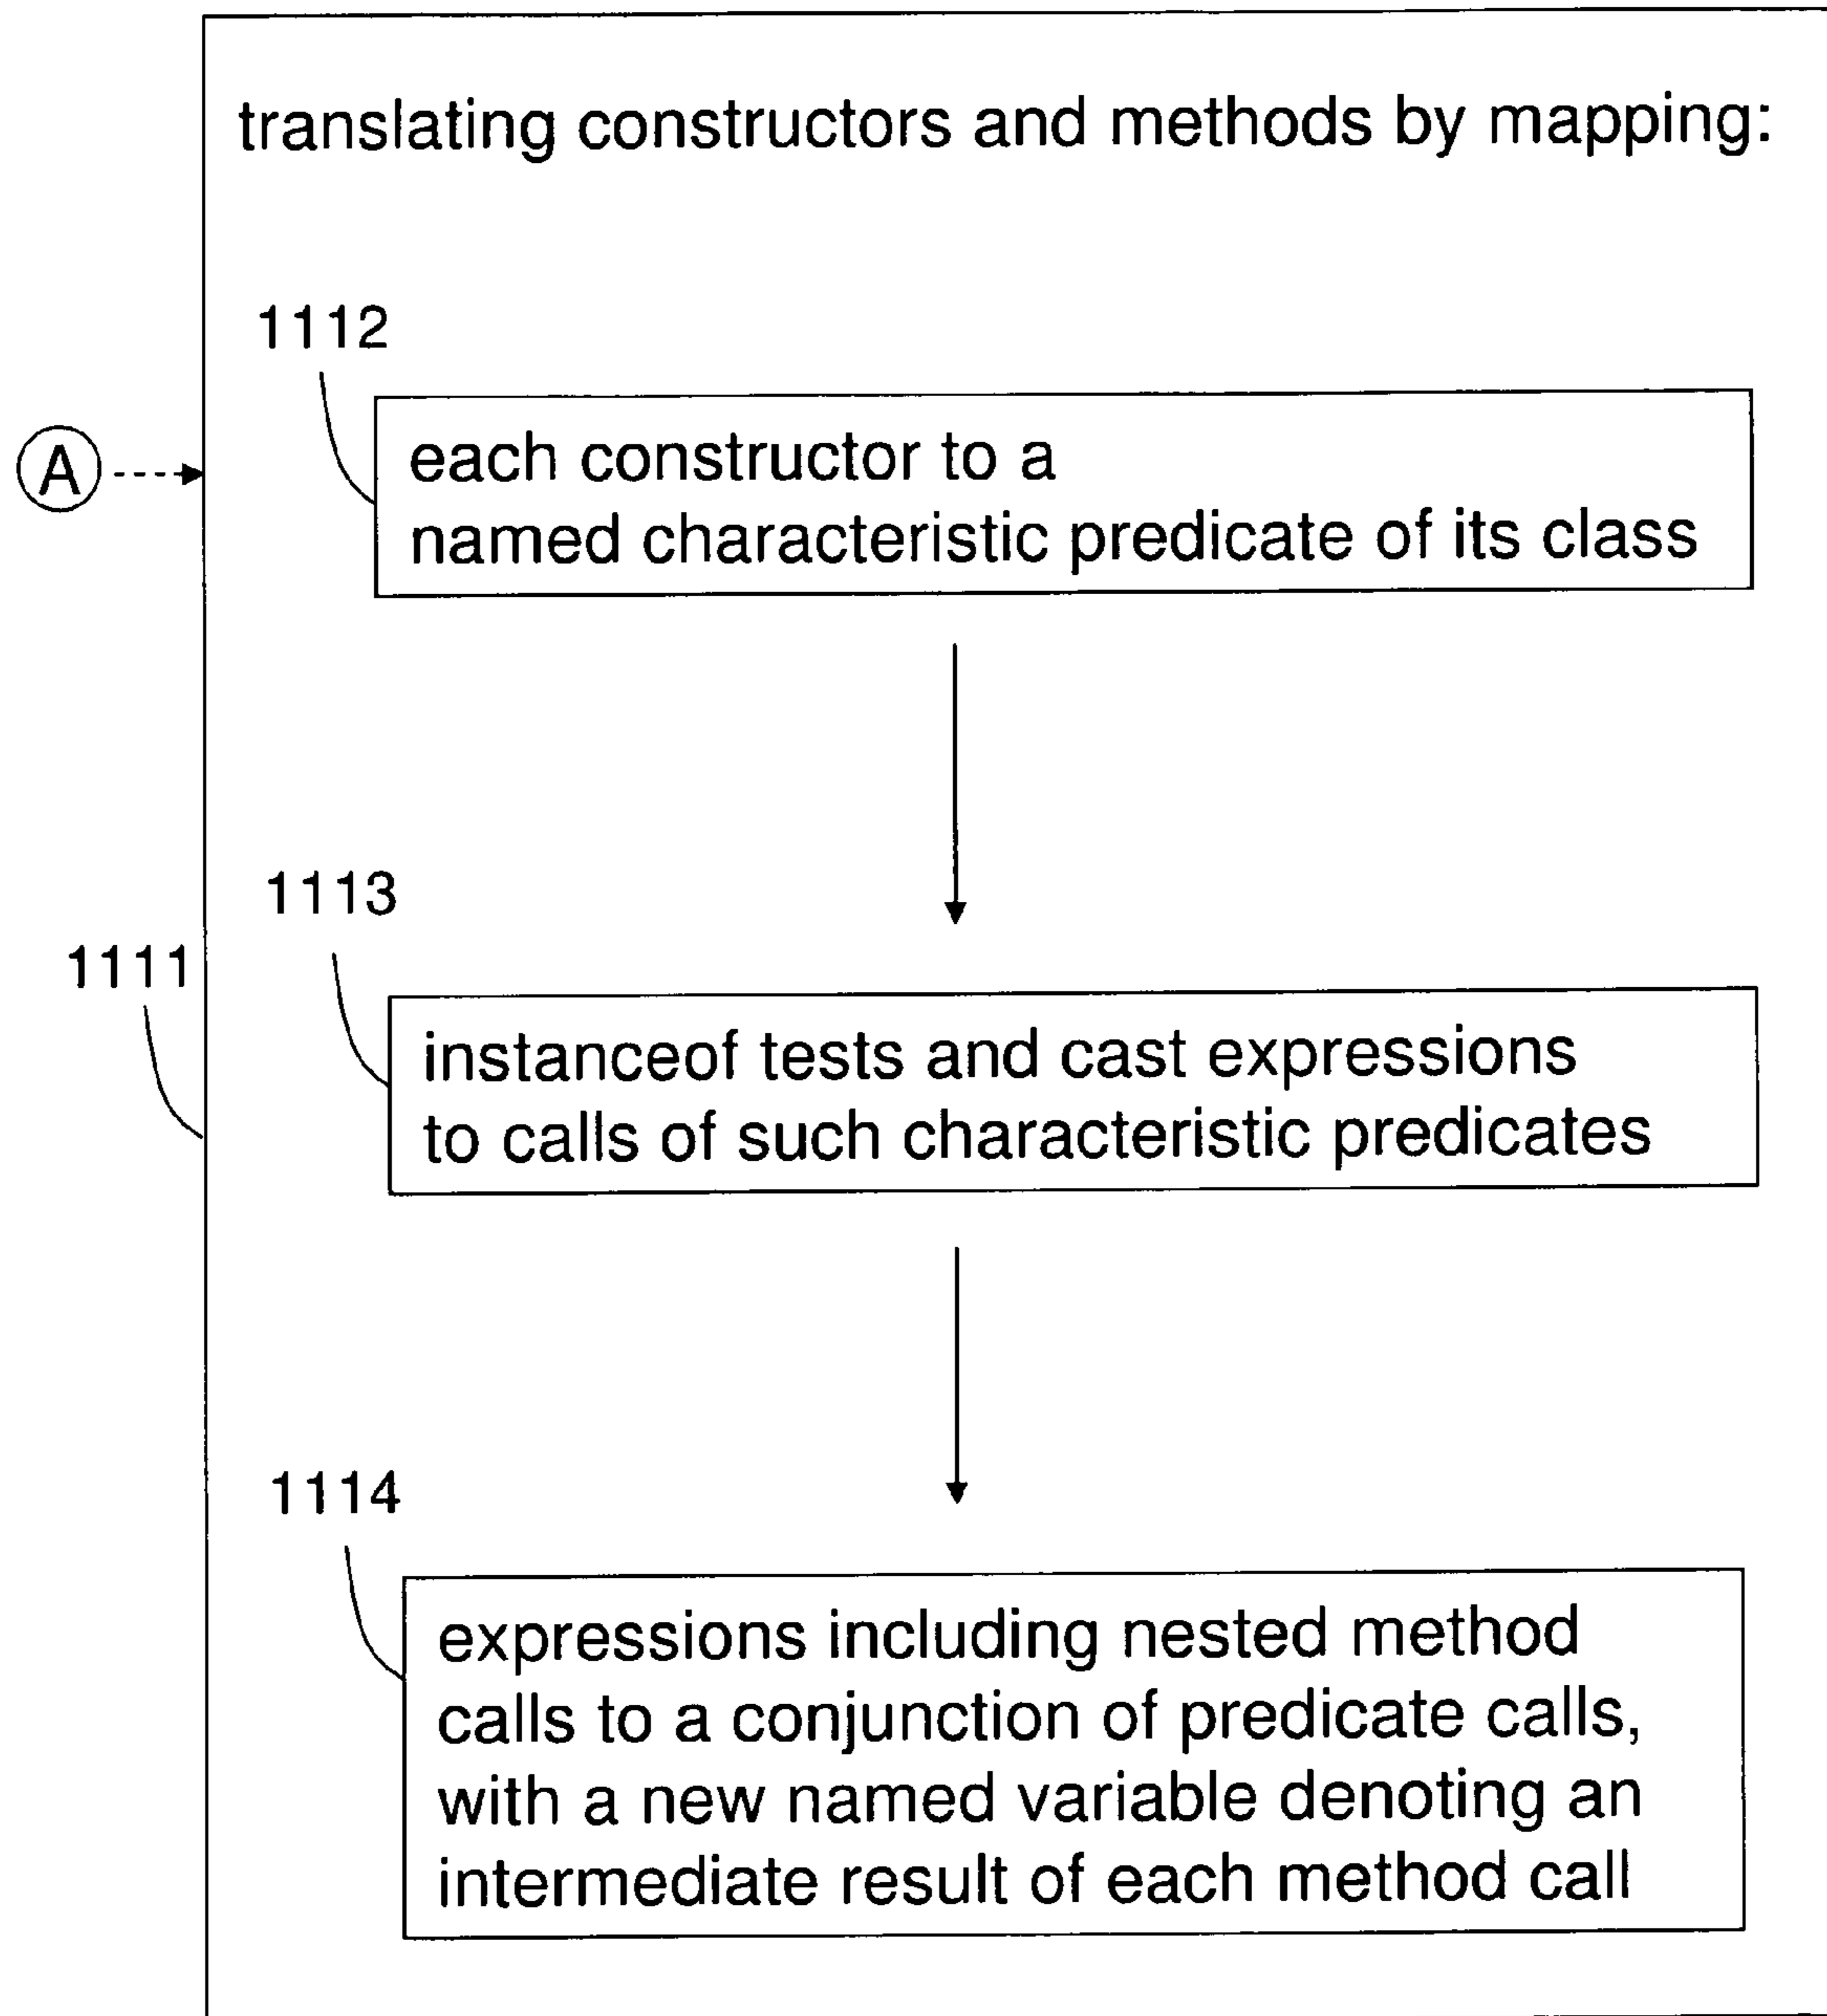 translating constructors and methods by mapping:
1112
each constructor to a
named characteristic predicate of its class
A
1113
1111
instanceof tests and cast expressions
to calls of such characteristic predicates
1114
expressions including nested method
calls to a conjunction of predicate calls,
with a new named variable denoting an
intermediate result of each method call